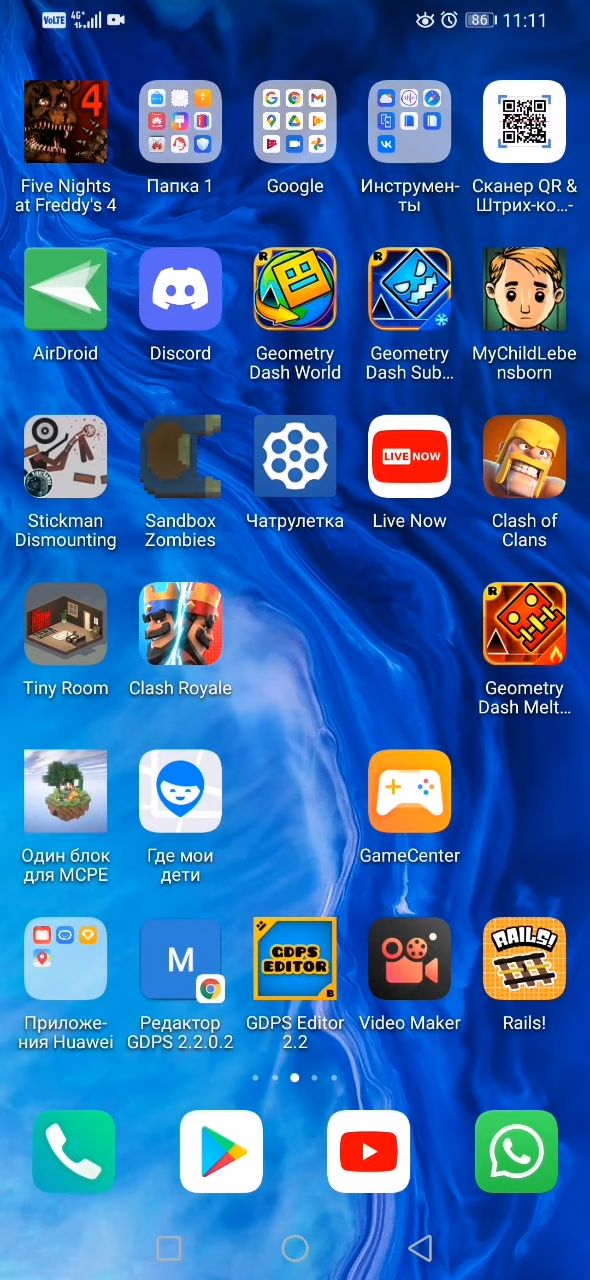 VoLTE 4G+ 86 11:11
4
Five Nights
at Freddy's 4
Папка 1
Google
Инструмен-
ты
Сканер QR &
Штрих-ко...-
AirDroid
Discord
R
Geometry
Dash World
R
Geometry
Dash Sub...
MyChildLebe
nsborn
Stickman
Dismounting
Sandbox
Zombies
Чатрулетка
LIVE NOW
Live Now
Clash of
Clans
Tiny Room
Clash Royale
R
Geometry
Dash Melt...
Один блок
для MCPE
Где мои
дети
GameCenter
Приложе-
ния Huawei
M
Редактор
GDPS 2.2.0.2
GDPS
EDITOR
B
GDPS Editor
2.2
Video Maker
RAILS!
Rails!